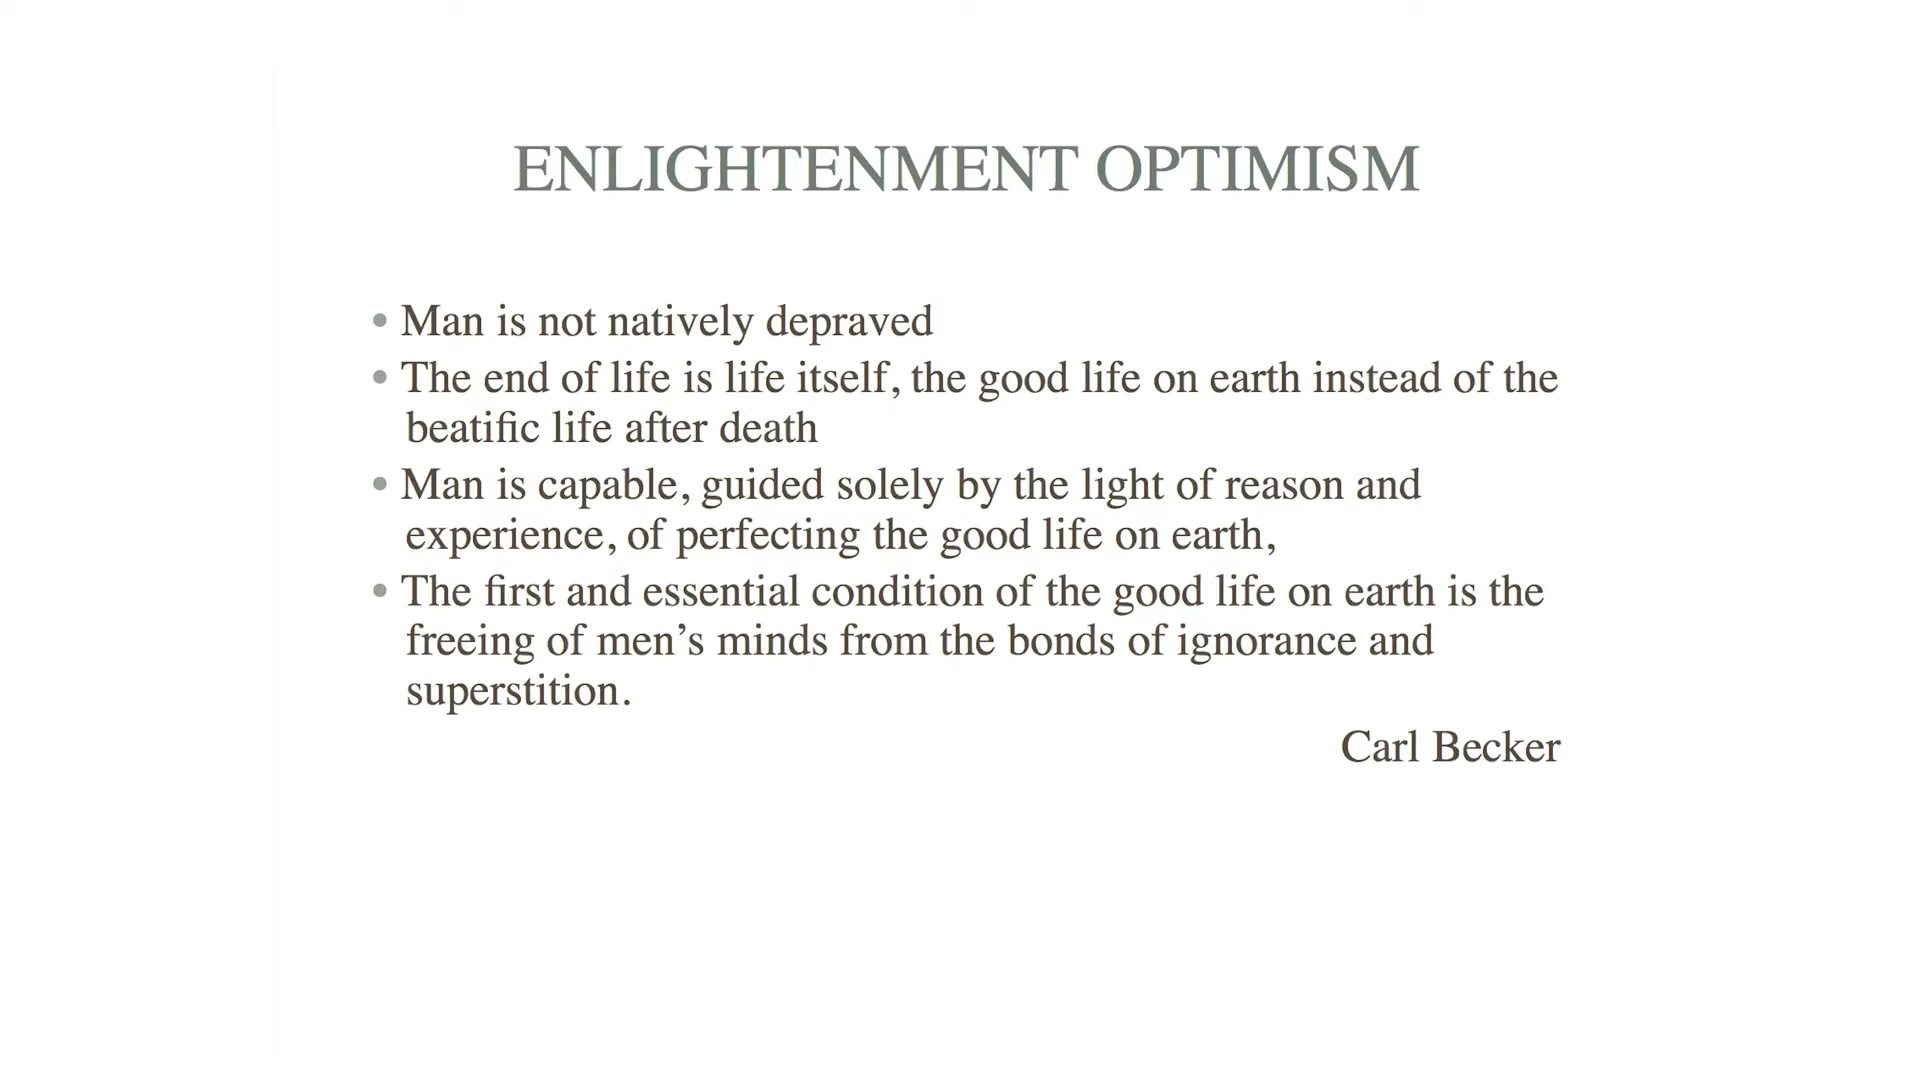 ENLIGHTENMENT OPTIMISM
• Man is not natively depraved
• The end of life is life itself, the good life on earth instead of the
beatific life after death
• Man is capable, guided solely by the light of reason and
experience, of perfecting the good life on earth,
• The first and essential condition of the good life on earth is the
freeing of men’s minds from the bonds of ignorance and
superstition.
Carl Becker